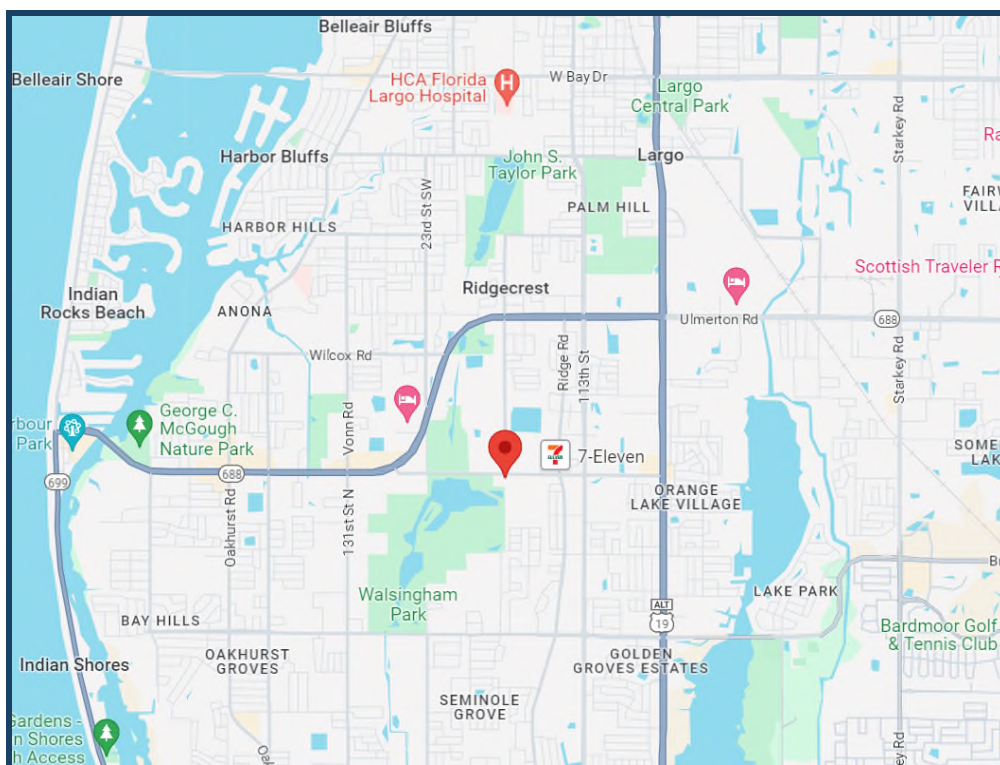 Belleair Bluffs
Belleair Shore
HCA Florida
Largo Hospital
H
W Bay Dr
Largo
Central Park
Starkey Rd
Ra
Harbor Bluffs
John S.
Taylor Park
Largo
23rd St SW
PALM HILL
FAIRW
VILLA
HARBOR HILLS
Scottish Traveler R
Indian
Rocks Beach
Ridgecrest
ANONA
Ulmerton Rd
688
Wilcox Rd
Ridge Rd
113th St
Starkey Rd
George C.
McGough
Nature Park
rbour
Park
Vonn Rd
7-Eleven
SOME
LAK
688
699
ORANGE
LAKE VILLAGE
Oakhurst Rd
131st St N
Walsingham
Park
LAKE PARK
ALT
19
BAY HILLS
Bardmoor Golf
& Tennis Club
OAKHURST
GROVES
GOLDEN
GROVES ESTATES
Indian Shores
SEMINOLE
GROVE
Gardens -
n Shores
h Access
Oak
ey Rd